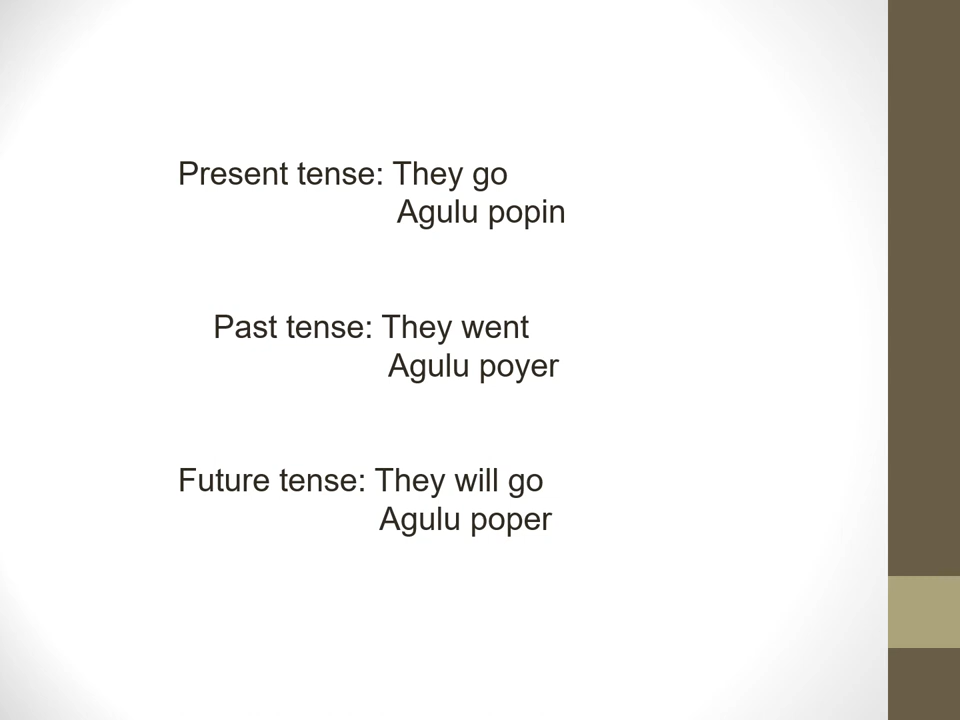 Present tense: They go
Agulu popin
Past tense: They went
Agulu poyer
Future tense: They will go
Agulu poper